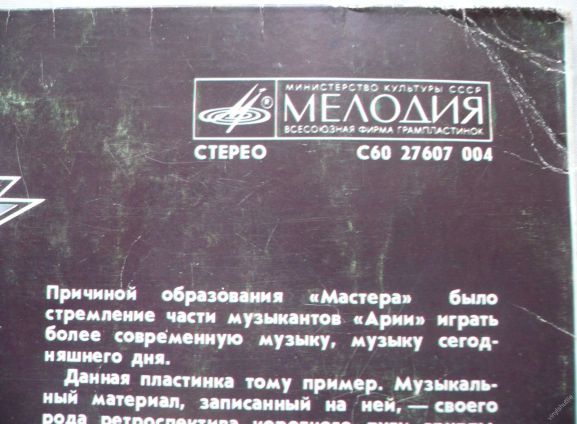 МИНИСТЕРСТВО КУЛЬТУРЫ СССР
МЕЛОДИЯ
ВСЕСОЮЗНАЯ ФИРМА ГРАМПЛАСТИНОК
СТЕРЕО С60 27607 004
Причиной образования «Мастера» было
стремление части музыкантов «Арии» играть
более современную музыку, музыку сегод-
няшнего дня.
Данная пластинка тому пример. Музыкаль-
ный материал, записанный на ней, — своего
рода ретроспектива